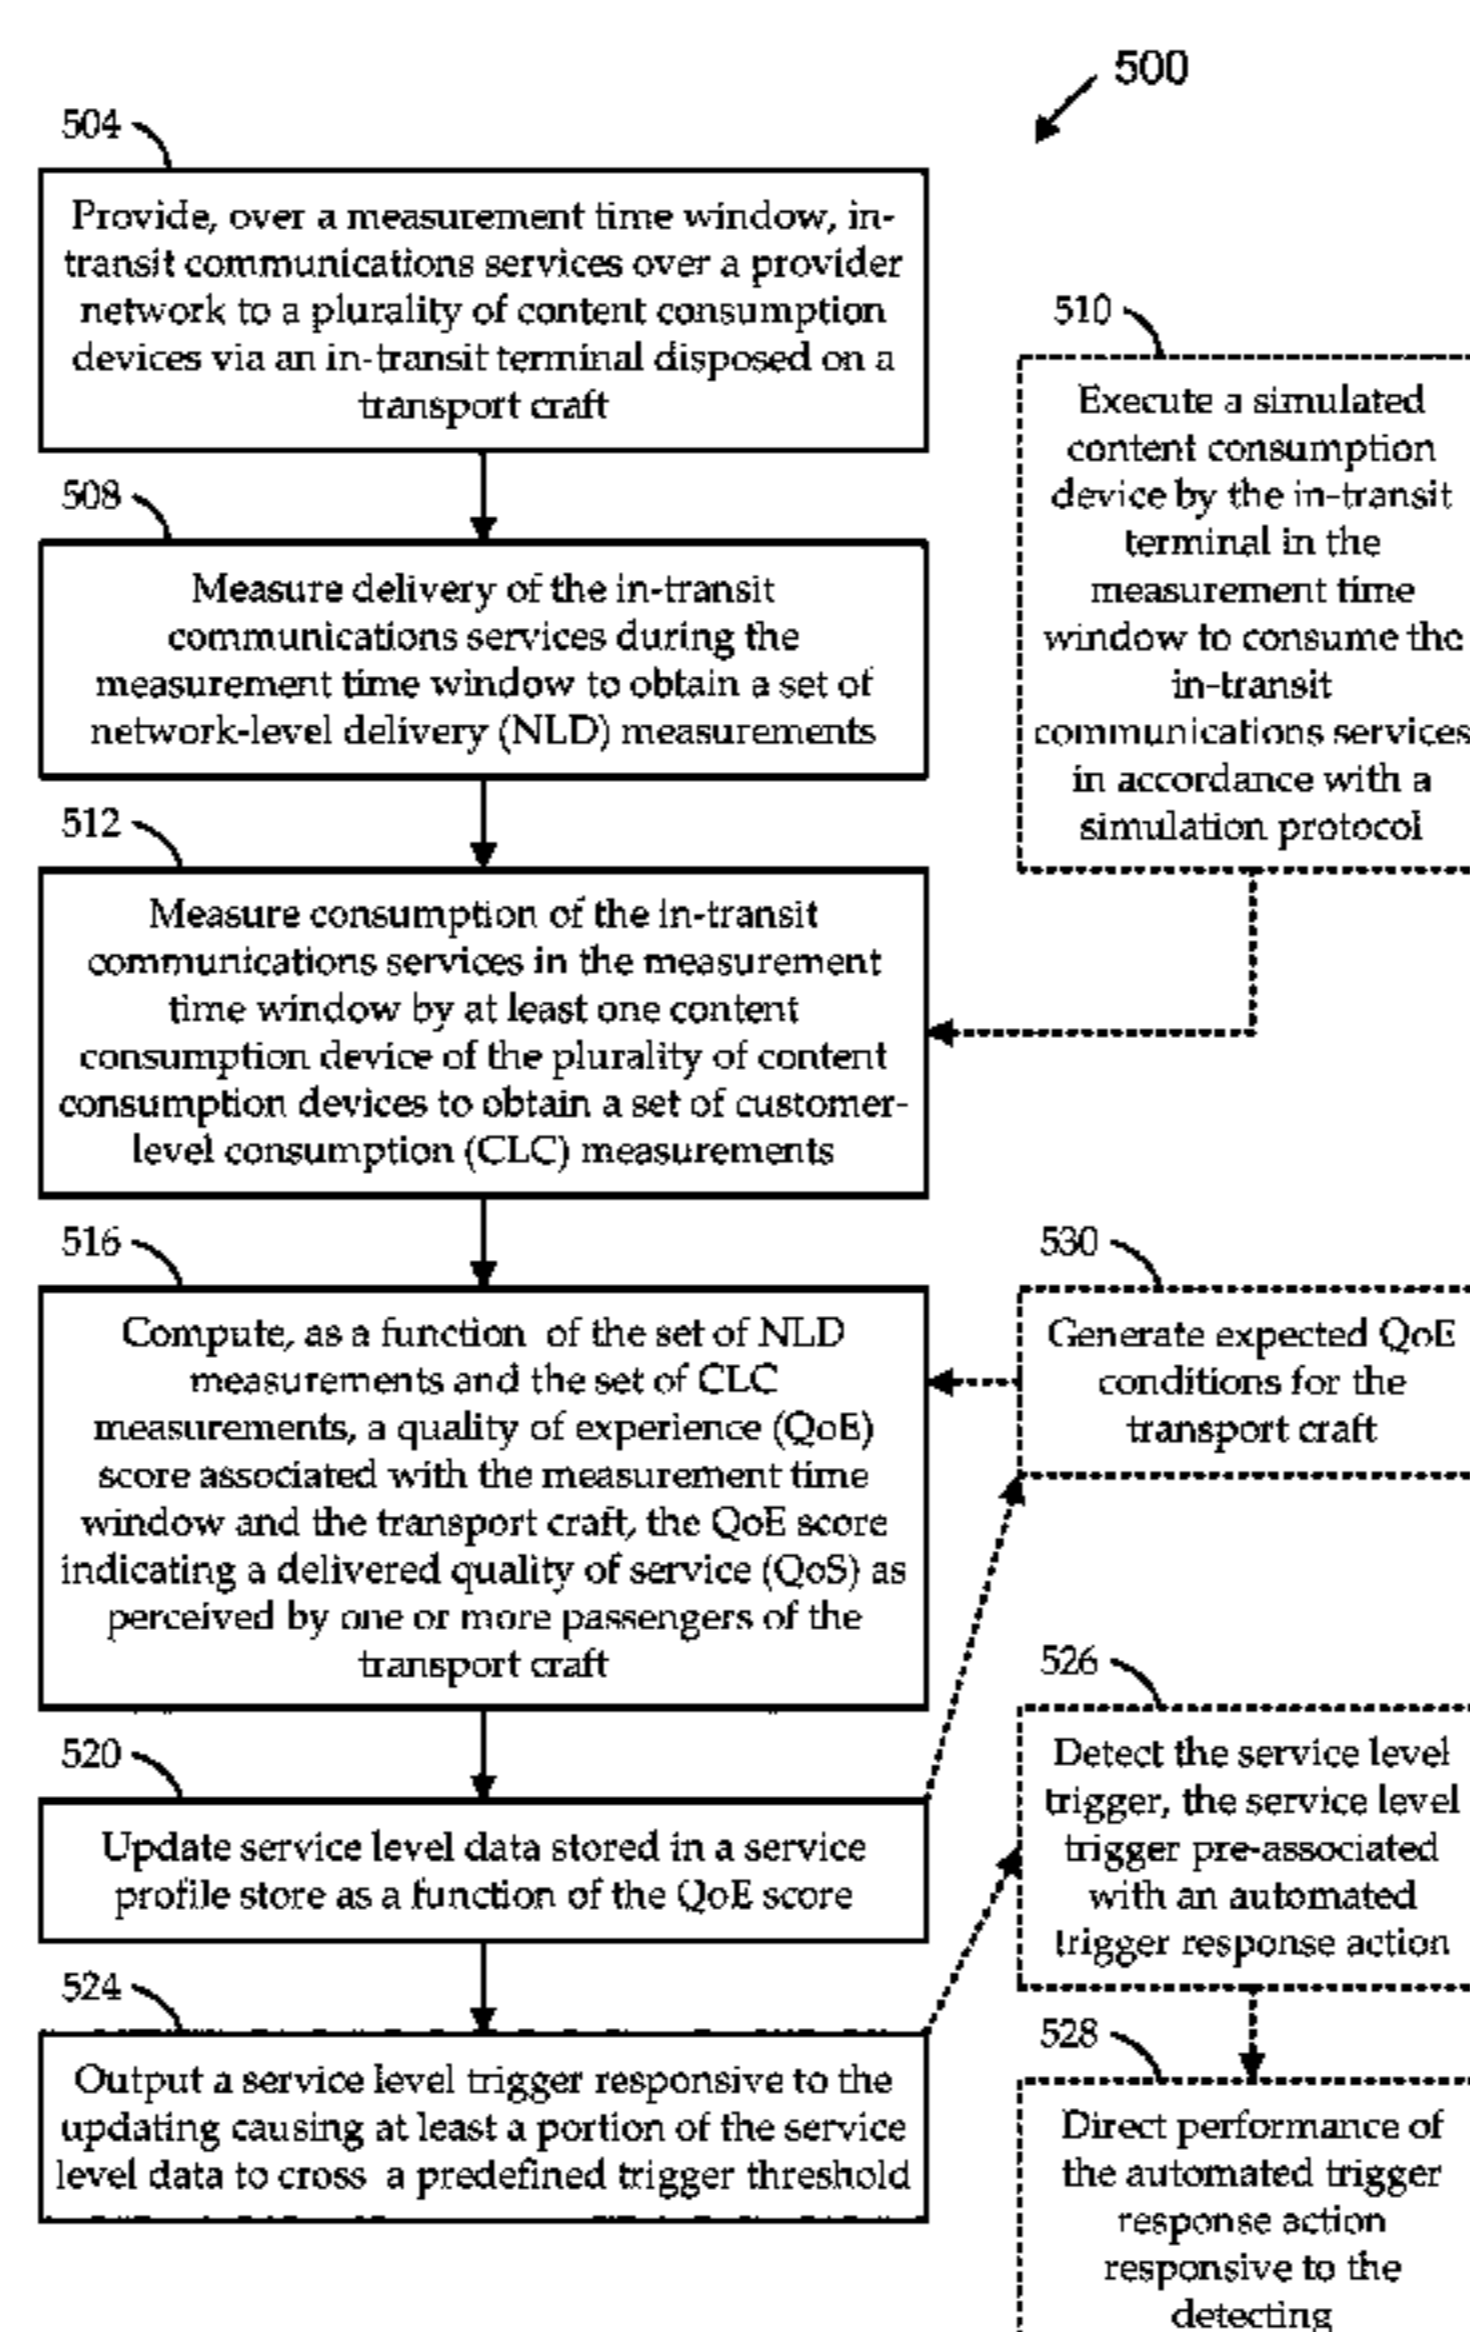 500
504
Provide, over a measurement time window, in-
transit communications services over a provider
network to a plurality of content consumption
devices via an in-transit terminal disposed on a
transport craft
508
Measure delivery of the in-transit
communications services during the
measurement time window to obtain a set of
network-level delivery (NLD) measurements
510
Execute a simulated
content consumption
device by the in-transit
terminal in the
measurement time
window to consume the
in-transit
communications services
in accordance with a
simulation protocol
512
Measure consumption of the in-transit
communications services in the measurement
time window by at least one content
consumption device of the plurality of content
consumption devices to obtain a set of customer-
level consumption (CLC) measurements
516
Compute, as a function of the set of NLD
measurements and the set of CLC
measurements, a quality of experience (QoE)
score associated with the measurement time
window and the transport craft, the QoE score
indicating a delivered quality of service (QoS) as
perceived by one or more passengers of the
transport craft
530
Generate expected QoE
conditions for the
transport craft
520
Update service level data stored in a service
profile store as a function of the QoE score
524
Output a service level trigger responsive to the
updating causing at least a portion of the service
level data to cross a predefined trigger threshold
526
Detect the service level
trigger, the service level
trigger pre-associated
with an automated
trigger response action
528
Direct performance of
the automated trigger
response action
responsive to the
detecting